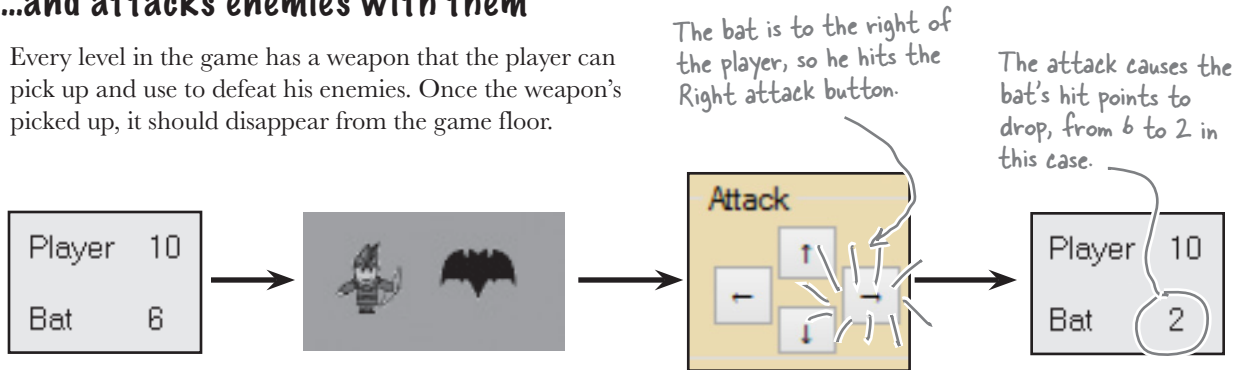 ...and attacks enemies with them
Every level in the game has a weapon that the player can
pick up and use to defeat his enemies. Once the weapon's
picked up, it should disappear from the game floor.
The bat is to the right of
the player, so he hits the
Right attack button.
The attack causes the
bat's hit points to
drop, from 6 to 2 in
this case.
Player 10
Bat 6
Attack
↑
← →
↓
Player 10
Bat 2